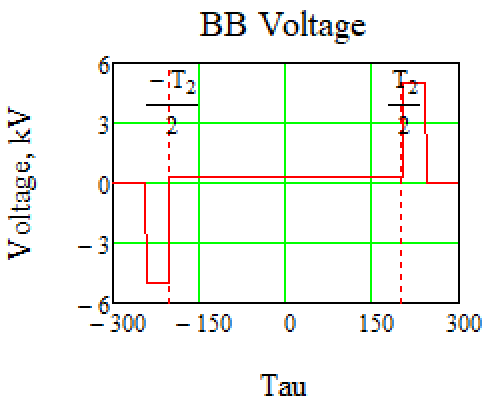 BB Voltage
Voltage, kV
6
3
0
– 3
– 6
– T2
2
T2
2
– 300
– 150
0
150
300
Tau